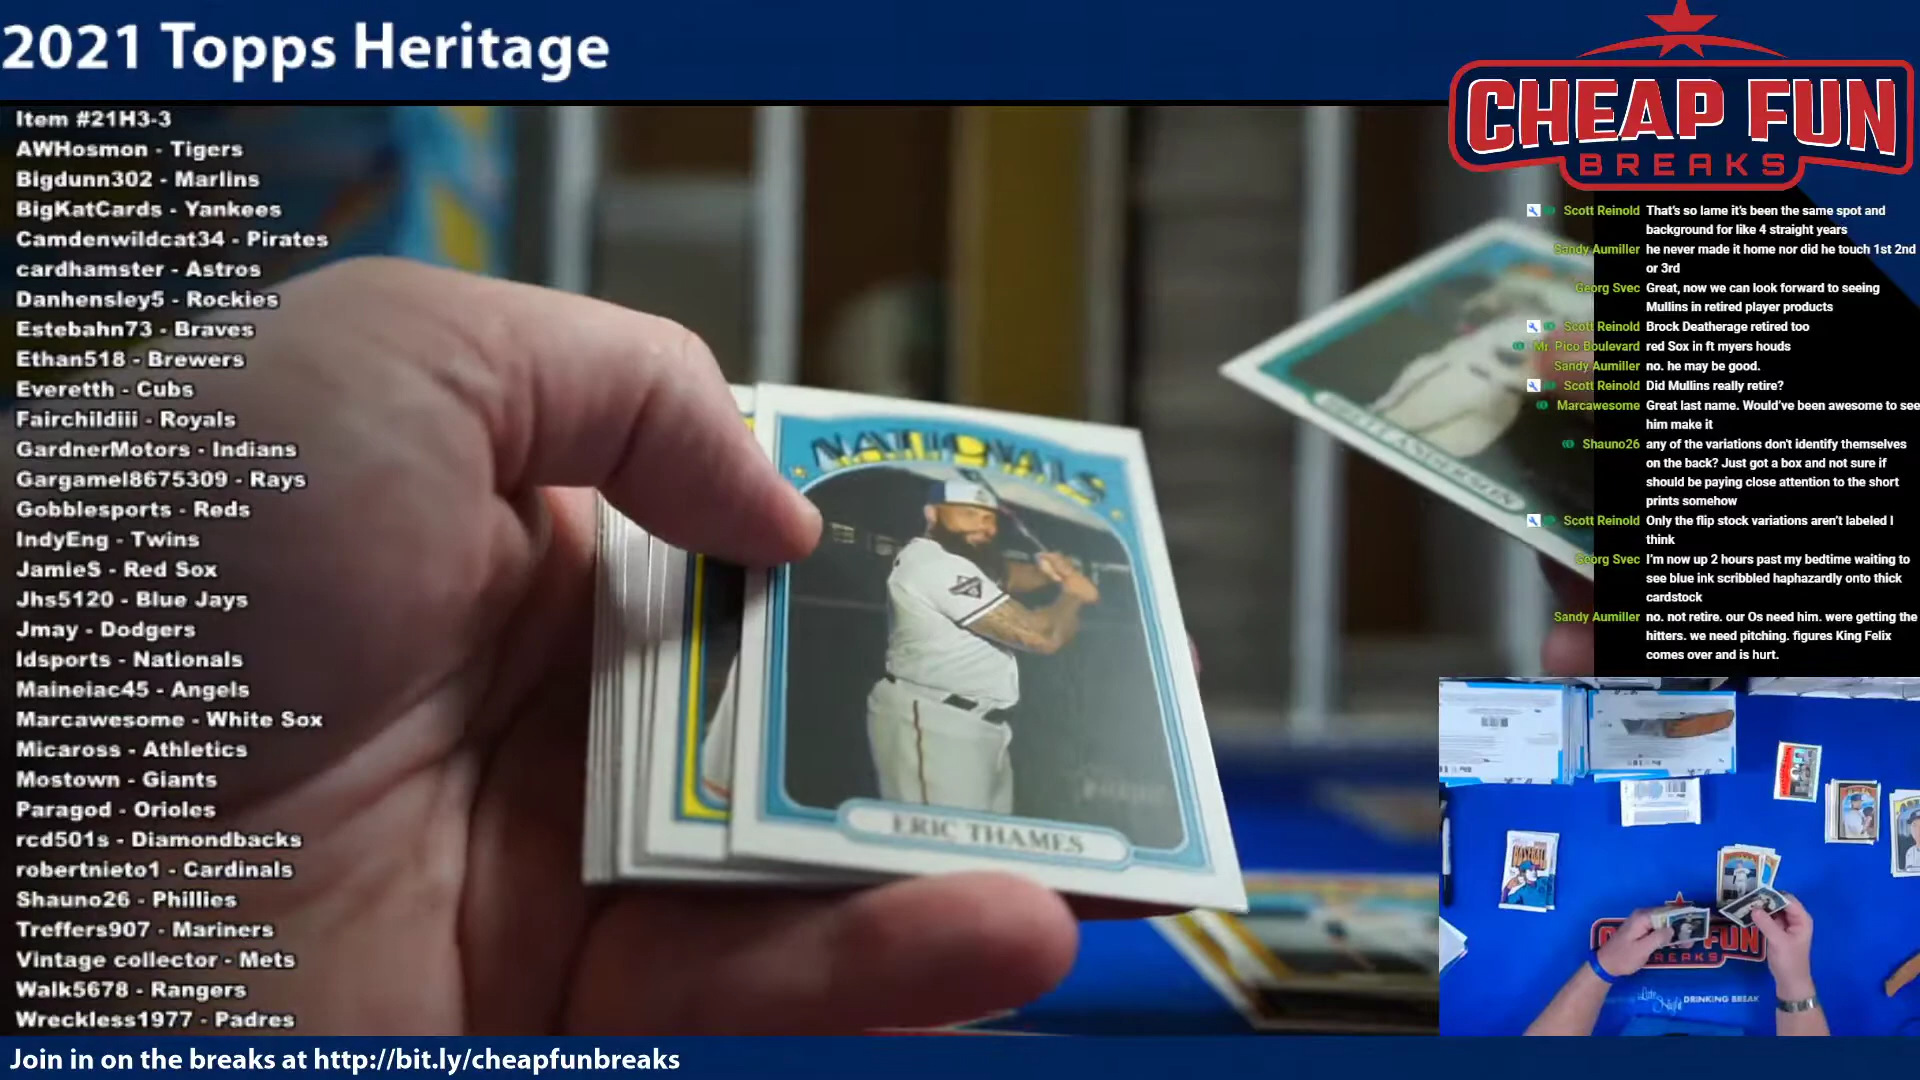 2021 Topps Heritage
CHEAP FUN
BREAKS
Item #21H3-3
AWHosmon - Tigers
Bigdunn302 - Marlins
BigKatCards - Yankees
Camdenwildcat34 - Pirates
cardhamster - Astros
Danhensley5 - Rockies
Estebahn73 - Braves
Ethan518 - Brewers
Everetth - Cubs
Fairchildiii - Royals
GardnerMotors - Indians
Gargamel8675309 - Rays
Gobblesports - Reds
IndyEng - Twins
JamieS - Red Sox
Jhs5120 - Blue Jays
Jmay - Dodgers
ldsports - Nationals
Maineiac45 - Angels
Marcawesome - White Sox
Micaross - Athletics
Mostown - Giants
Paragod - Orioles
rcd501s - Diamondbacks
robertnieto1 - Cardinals
Shauno26 - Phillies
Treffers907 - Mariners
Vintage collector - Mets
Walk5678 - Rangers
Wreckless1977 - Padres
NATIONALS
ERIC THAMES
ANDERSON
Scott Reinold That's so lame it's been the same spot and
background for like 4 straight years
Sandy Aumiller he never made it home nor did he touch 1st 2nd
or 3rd
Georg Svec Great, now we can look forward to seeing
Mullins in retired player products
Scott Reinold Brock Deatherage retired too
Mr. Pico Boulevard red Sox in ft myers houds
Sandy Aumiller no. he may be good.
Scott Reinold Did Mullins really retire?
Marcawesome Great last name. Would've been awesome to see
him make it
Shauno26 any of the variations don't identify themselves
on the back? Just got a box and not sure if
should be paying close attention to the short
prints somehow
Scott Reinold Only the flip stock variations aren't labeled I
think
Georg Svec I'm now up 2 hours past my bedtime waiting to
see blue ink scribbled haphazardly onto thick
cardstock
Sandy Aumiller no. not retire. our Os need him. were getting the
hitters. we need pitching. figures King Felix
comes over and is hurt.
BASEBALL
FUN
BREAKS
Late Night DRINKING BREAK
Join in on the breaks at http://bit.ly/cheapfunbreaks